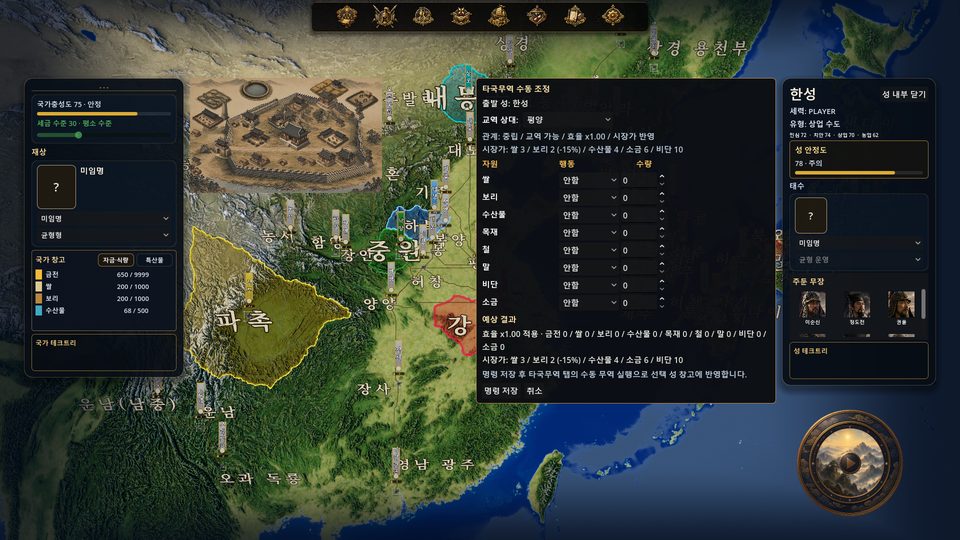 국가충성도 75 · 안정
세금 수준 30 · 평소 수준
재상
?
미임명
미임명
균형형
국가 창고
자금·식량
특산물
금전 650 / 9999
쌀 200 / 1000
보리 200 / 1000
수산물 68 / 500
국가 테크트리
상경
경 용천부
발
해
대
혼
기
하
동
서
함
장안
중원
봉
양
허창
양양
파촉
강
장사
운남(남중)
운남
오과 독룡
영남 광주
타국무역 수동 조정
출발 성: 한성
교역 상대: 평양
관계: 중립 / 교역 가능 / 효율 x1.00 / 시장가 반영
시장가: 쌀 3 / 보리 2 (-15%) / 수산물 4 / 소금 6 / 비단 10
자원 행동 수량
쌀 안함 0
보리 안함 0
수산물 안함 0
목재 안함 0
철 안함 0
말 안함 0
비단 안함 0
소금 안함 0
예상 결과
효율 x1.00 적용 · 금전 0 / 쌀 0 / 보리 0 / 수산물 0 / 목재 0 / 철 0 / 말 0 / 비단 0 /
소금 0
시장가: 쌀 3 / 보리 2 (-15%) / 수산물 4 / 소금 6 / 비단 10
명령 저장 후 타국무역 탭의 수동 무역 실행으로 선택 성 창고에 반영합니다.
명령 저장 취소
한성
성 내부 닫기
세력: PLAYER
유형: 상업 수도
민심 72 · 치안 74 · 상업 70 · 농업 62
성 안정도
78 · 주의
태수
?
미임명
균형 운영
주둔 무장
이순신
정도전
권율
성 테크트리